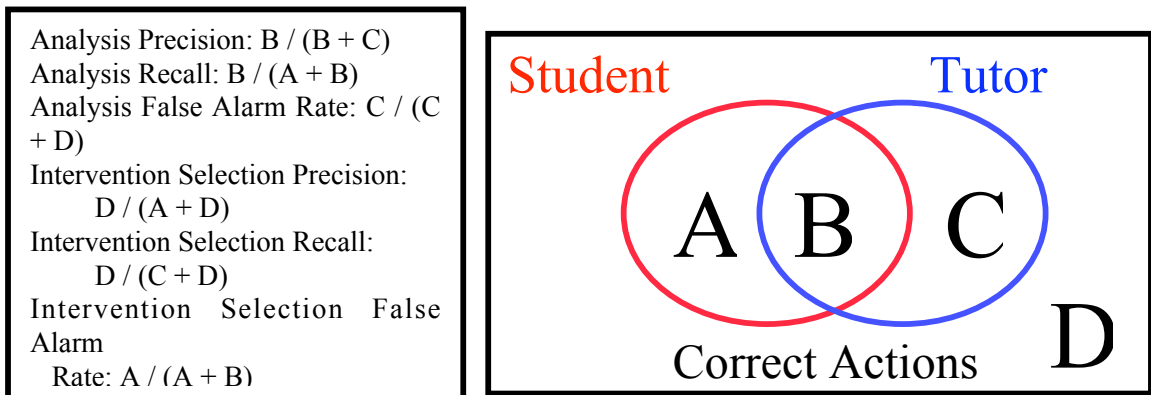 Analysis Precision: B / (B + C)
Analysis Recall: B / (A + B)
Analysis False Alarm Rate: C / (C
+ D)
Intervention Selection Precision:
D / (A + D)
Intervention Selection Recall:
D / (C + D)
Intervention Selection False
Alarm
Rate: A / (A + B)
Student Tutor
A B C
D
Correct Actions